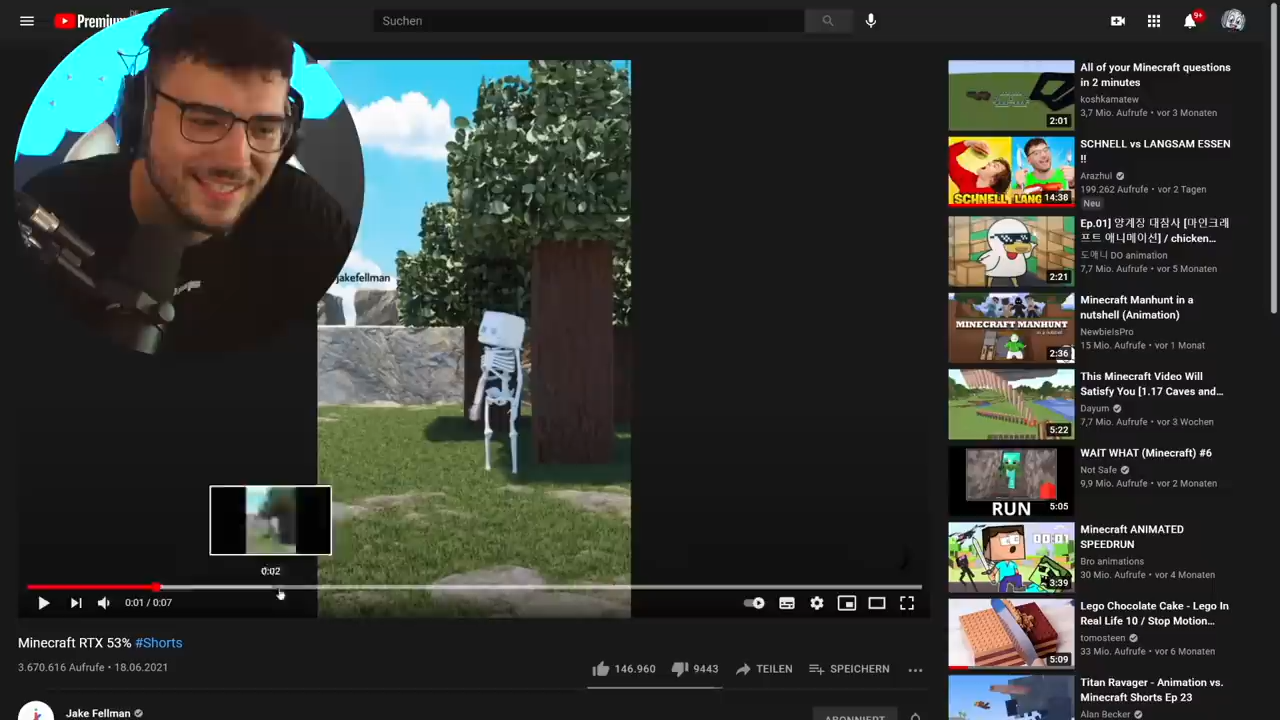 DE
Premium
Suchen
9+
jakefellman
0:02
0:01 / 0:07
Minecraft RTX 53% #Shorts
3.670.616 Aufrufe • 18.06.2021
146.960
9443
TEILEN
SPEICHERN
Jake Fellman
ABONNIERT
2:01
All of your Minecraft questions
in 2 minutes
koshkamatew
3,7 Mio. Aufrufe • vor 3 Monaten
SCHNELL LANG
14:38
SCHNELL vs LANGSAM ESSEN
!!
Arazhul
199.262 Aufrufe • vor 2 Tagen
Neu
2:21
Ep.01] 양계장 대참사 [마인크래
프트 애니메이션] / chicken…
도애니 DO animation
7,7 Mio. Aufrufe • vor 5 Monaten
MINECRAFT MANHUNT
2:36
Minecraft Manhunt in a
nutshell (Animation)
NewbieIsPro
15 Mio. Aufrufe • vor 1 Monat
5:22
This Minecraft Video Will
Satisfy You [1.17 Caves and…
Dayum
7,7 Mio. Aufrufe • vor 3 Wochen
RUN
5:05
WAIT WHAT (Minecraft) #6
Not Safe
9,9 Mio. Aufrufe • vor 2 Monaten
3:39
Minecraft ANIMATED
SPEEDRUN
Bro animations
30 Mio. Aufrufe • vor 4 Monaten
5:09
Lego Chocolate Cake - Lego In
Real Life 10 / Stop Motion…
tomosteen
33 Mio. Aufrufe • vor 6 Monaten
Titan Ravager - Animation vs.
Minecraft Shorts Ep 23
Alan Becker